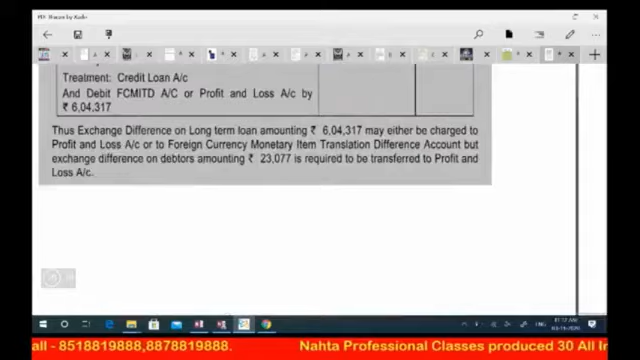 Treatment: Credit Loan A/c
And Debit FCMITD A/C or Profit and Loss A/c by
₹ 6,04,317
Thus Exchange Difference on Long term loan amounting ₹ 6,04,317 may either be charged to
Profit and Loss A/c or to Foreign Currency Monetary Item Translation Difference Account but
exchange difference on debtors amounting ₹ 23,077 is required to be transferred to Profit and
Loss A/c.
ENG
all - 8518819888,8878819888. Nahta Professional Classes produced 30 All In